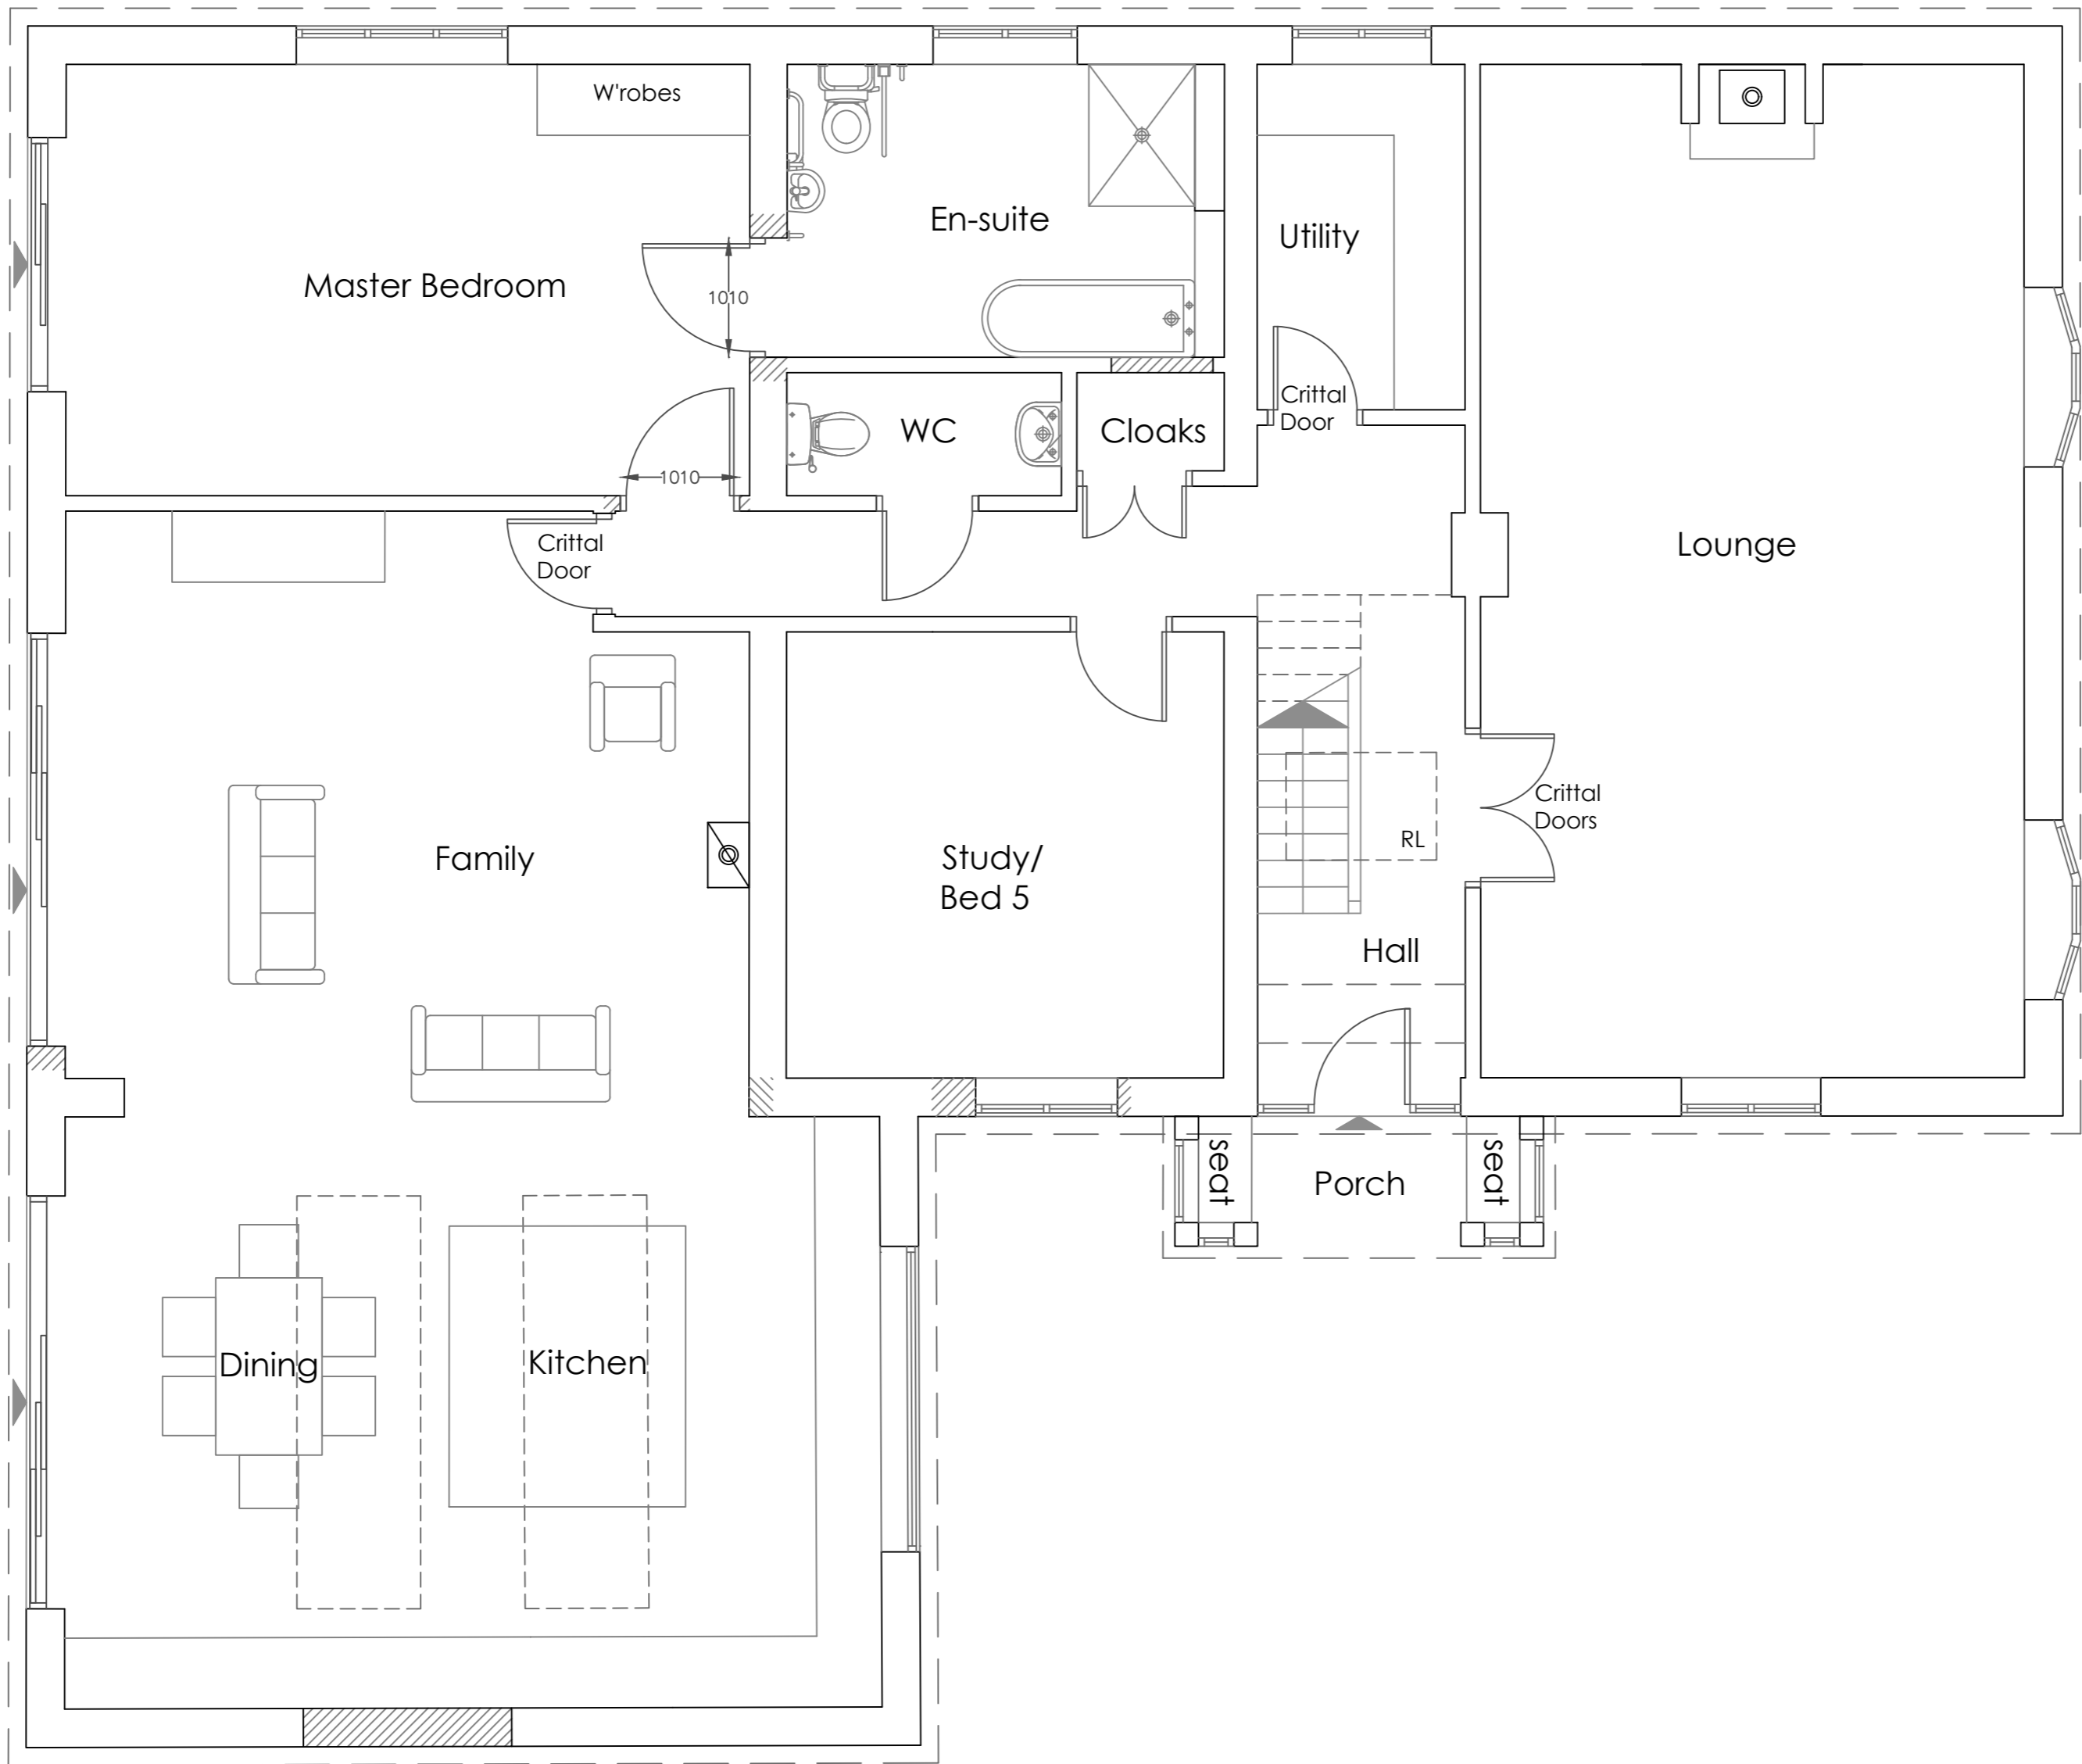 W'robes
En-suite
Utility
Master Bedroom
1010
Crittal
Door
WC
Cloaks
1010
Crittal
Door
Lounge
Crittal
Doors
RL
Family
Study/
Bed 5
Hall
seat
Porch
seat
Dining
Kitchen